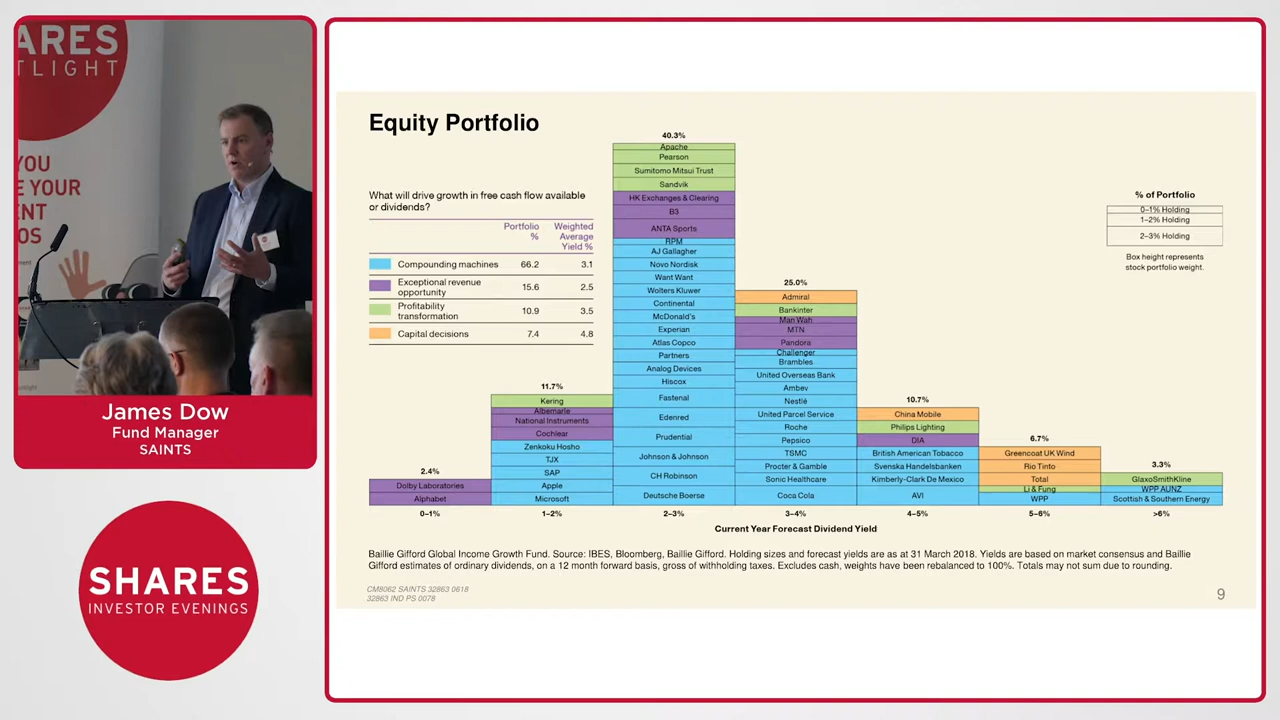 ARES
TLIGHT
YOU
E YOUR
ENT
OS
James Dow
Fund Manager
SAINTS
SHARES
INVESTOR EVENINGS
Equity Portfolio
What will drive growth in free cash flow available
or dividends?
Portfolio
%
Weighted
Average
Yield %
Compounding machines 66.2 3.1
Exceptional revenue
opportunity 15.6 2.5
Profitability
transformation 10.9 3.5
Capital decisions 7.4 4.8
2.4%
Dolby Laboratories
Alphabet
0–1%
11.7%
Kering
Albemarle
National Instruments
Cochlear
Zenkoku Hosho
TJX
SAP
Apple
Microsoft
1–2%
40.3%
Apache
Pearson
Sumitomo Mitsui Trust
Sandvik
HK Exchanges & Clearing
B3
ANTA Sports
RPM
AJ Gallagher
Novo Nordisk
Want Want
Wolters Kluwer
Continental
McDonald's
Experian
Atlas Copco
Partners
Analog Devices
Hiscox
Fastenal
Edenred
Prudential
Johnson & Johnson
CH Robinson
Deutsche Boerse
2–3%
25.0%
Admiral
Bankinter
Man Wah
MTN
Pandora
Challenger
Brambles
United Overseas Bank
Ambev
Nestlé
United Parcel Service
Roche
Pepsico
TSMC
Procter & Gamble
Sonic Healthcare
Coca Cola
3–4%
10.7%
China Mobile
Philips Lighting
DIA
British American Tobacco
Svenska Handelsbanken
Kimberly-Clark De Mexico
AVI
4–5%
6.7%
Greencoat UK Wind
Rio Tinto
Total
Li & Fung
WPP
5–6%
3.3%
GlaxoSmithKline
WPP AUNZ
Scottish & Southern Energy
>6%
% of Portfolio
0–1% Holding
1–2% Holding
2–3% Holding
Box height represents
stock portfolio weight.
Current Year Forecast Dividend Yield
Baillie Gifford Global Income Growth Fund. Source: IBES, Bloomberg, Baillie Gifford. Holding sizes and forecast yields are as at 31 March 2018. Yields are based on market consensus and Baillie
Gifford estimates of ordinary dividends, on a 12 month forward basis, gross of withholding taxes. Excludes cash, weights have been rebalanced to 100%. Totals may not sum due to rounding.
CM8062 SAINTS 32863 0618
32863 IND PS 0078
9